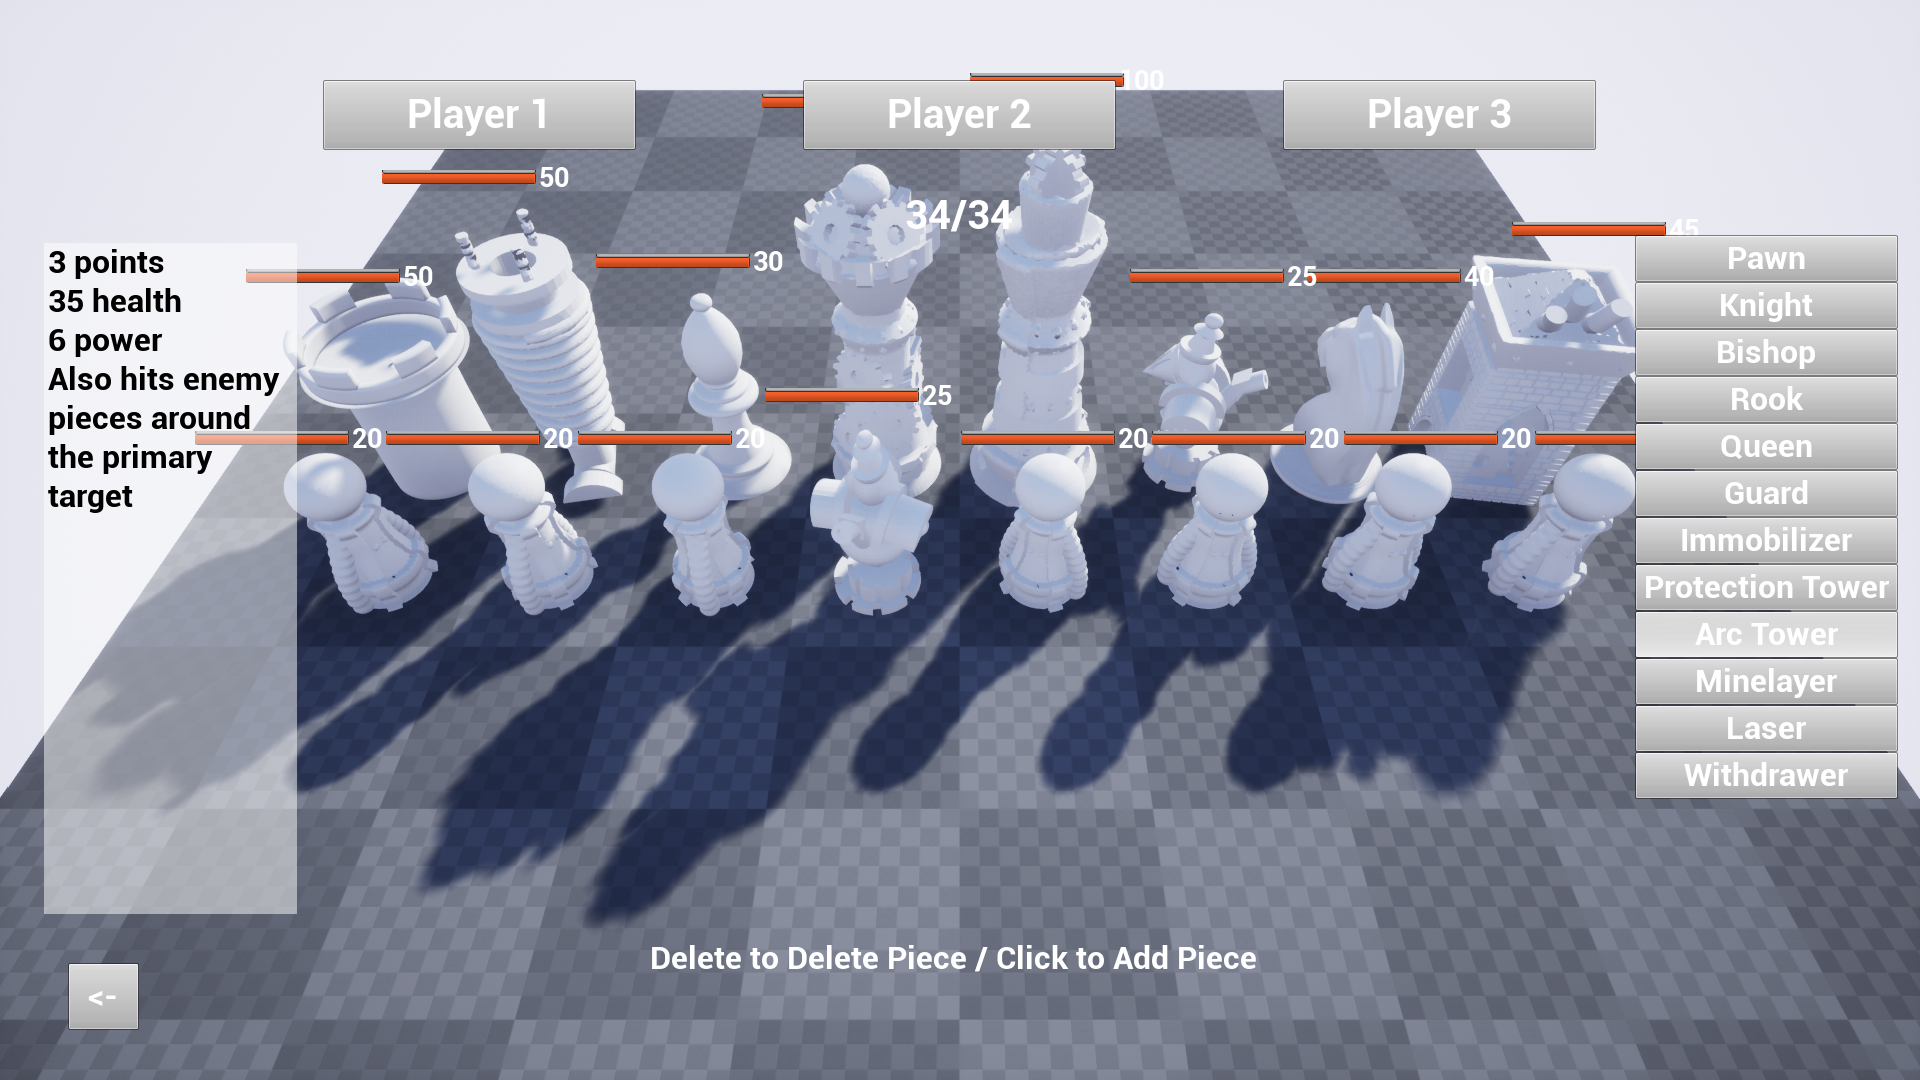 100
Player 1
Player 2
Player 3
50
34/34
45
3 points
35 health
6 power
Also hits enemy
pieces around
the primary
target
50
30
25
40
25
20
20
20
20
20
20
Pawn
Knight
Bishop
Rook
Queen
Guard
Immobilizer
Protection Tower
Arc Tower
Minelayer
Laser
Withdrawer
Delete to Delete Piece / Click to Add Piece
<-